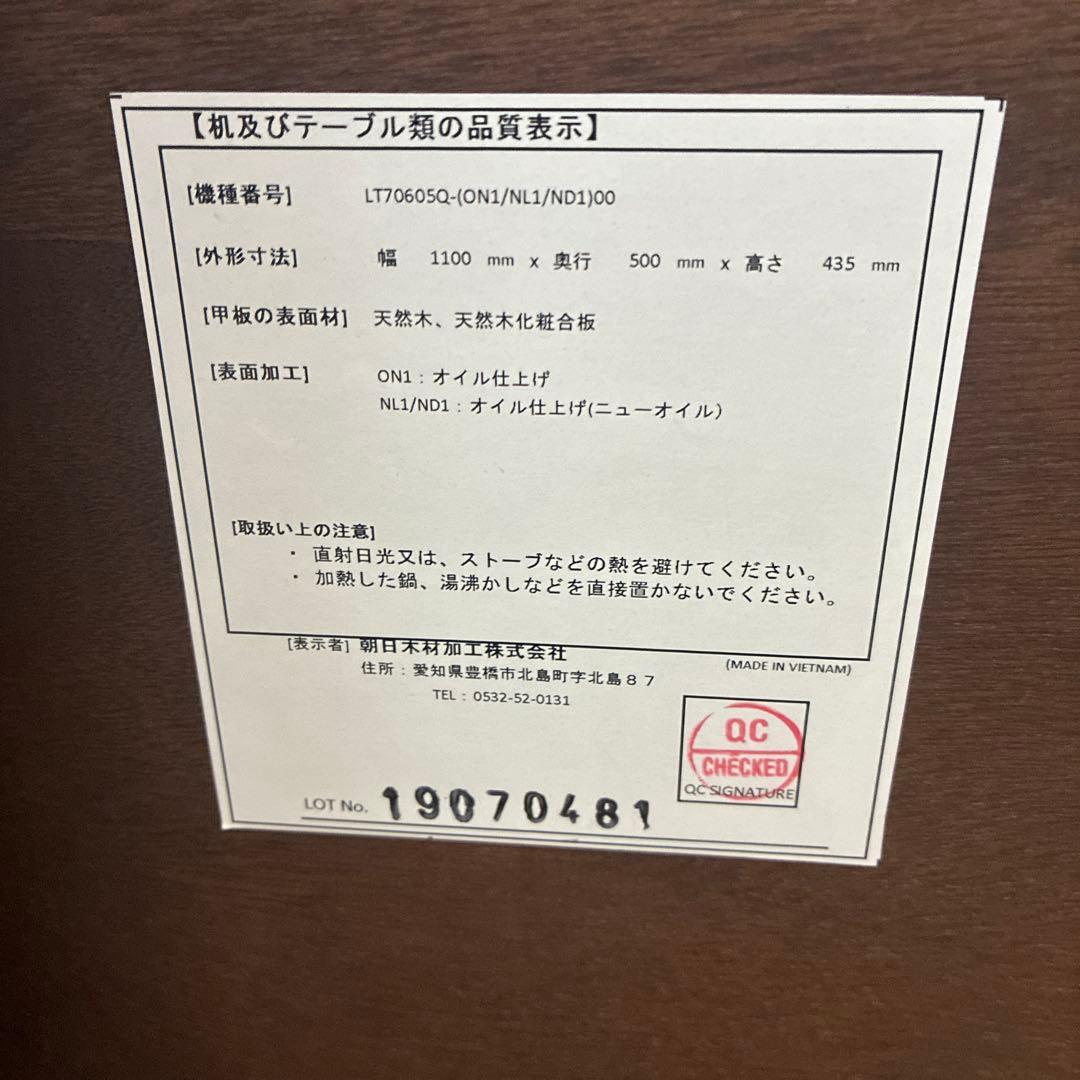 【机及びテーブル類の品質表示】
[機種番号] LT70605Q-(ON1/NL1/ND1)00
[外形寸法] 幅 1100 mm x 奥行 500 mm x 高さ 435 mm
[甲板の表面材] 天然木、天然木化粧合板
[表面加工] ON1：オイル仕上げ
NL1/ND1：オイル仕上げ(ニューオイル）
[取扱い上の注意]
・ 直射日光又は、ストーブなどの熱を避けてください。
・ 加熱した鍋、湯沸かしなどを直接置かないでください。
[表示者] 朝日木材加工株式会社
(MADE IN VIETNAM)
住所：愛知県豊橋市北島町字北島８７
TEL：0532-52-0131
QC
CHECKED
QC SIGNATURE
LOT No. 19070481